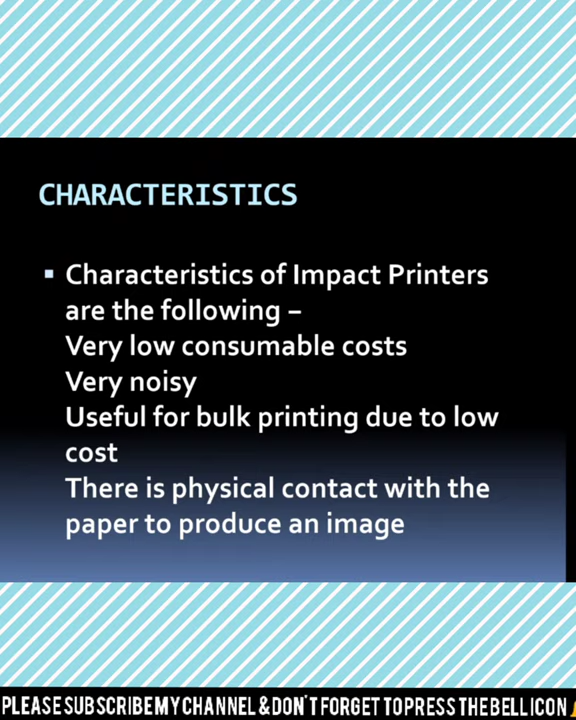 CHARACTERISTICS
▪ Characteristics of Impact Printers
are the following –
Very low consumable costs
Very noisy
Useful for bulk printing due to low
cost
There is physical contact with the
paper to produce an image
PLEASE SUBSCRIBE MY CHANNEL & DON'T FORGET TO PRESS THE BELL ICON